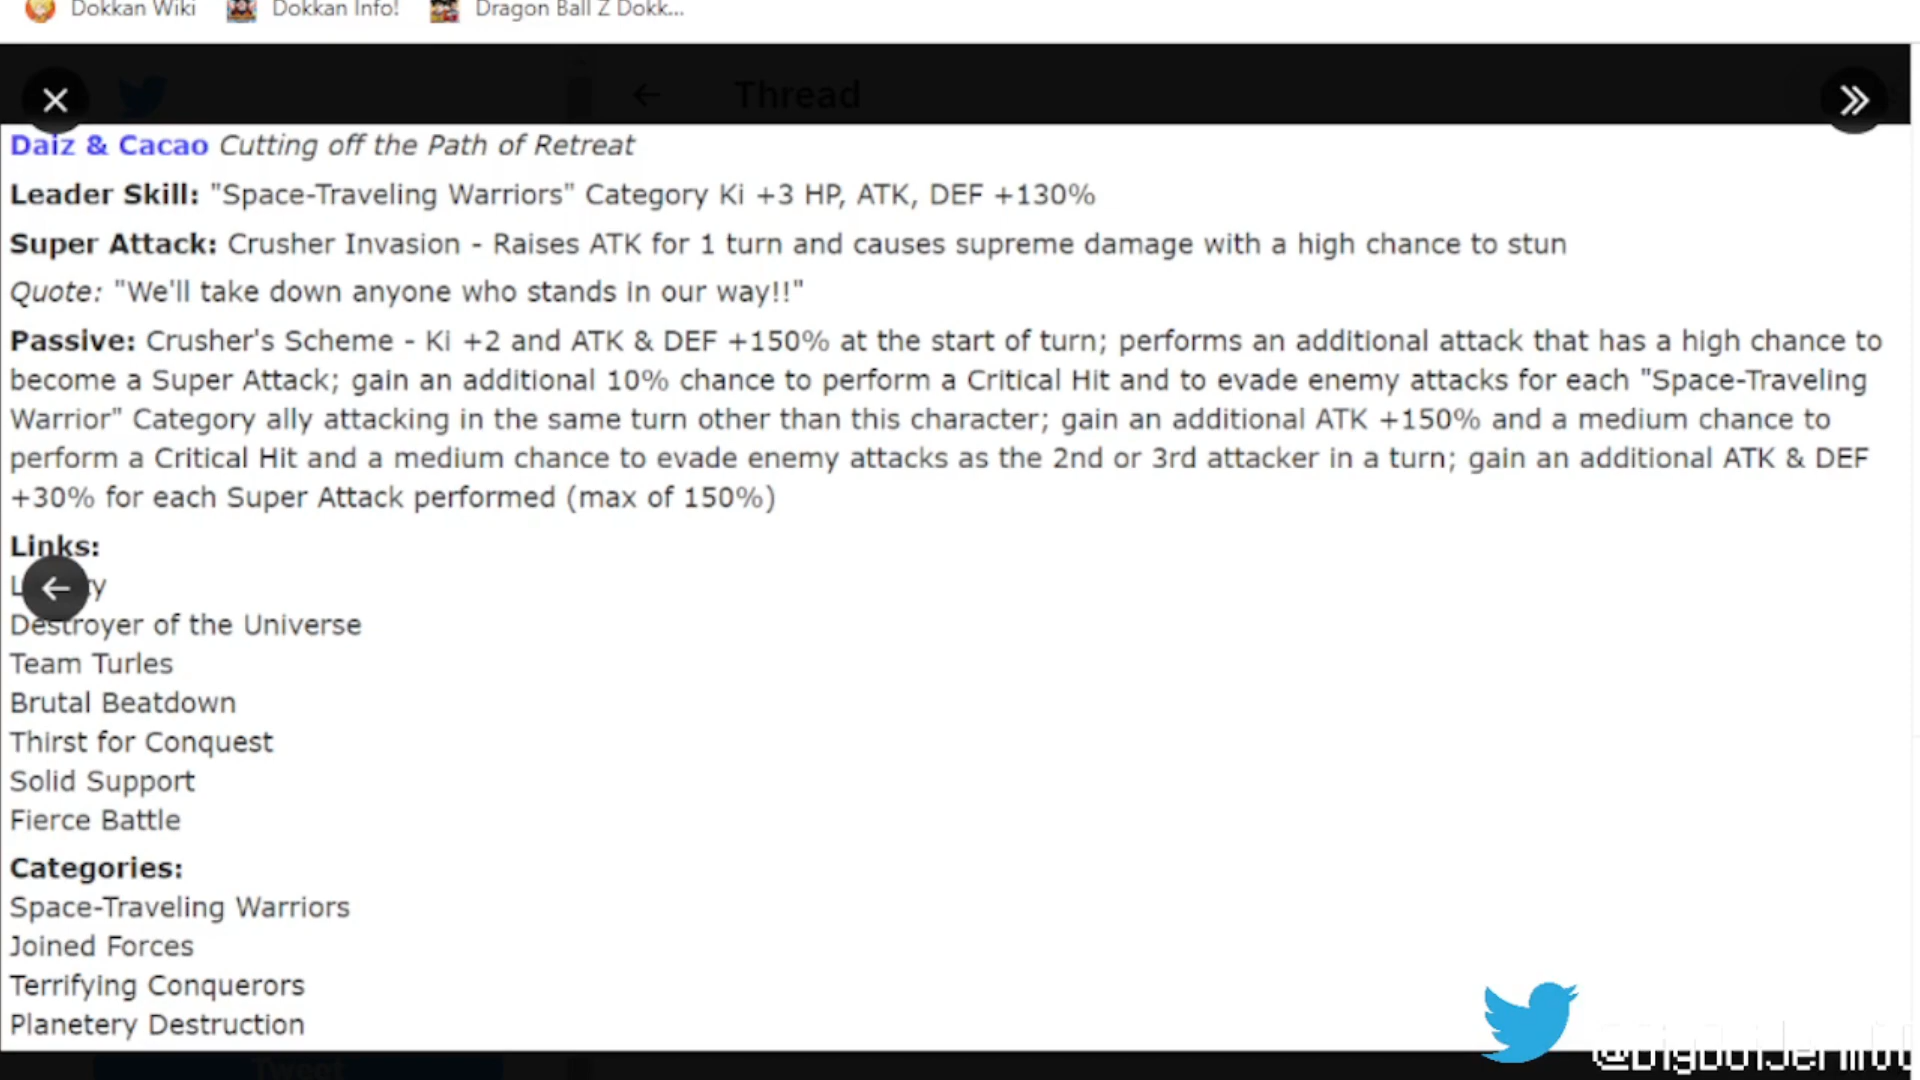 Dokkan Wiki Dokkan Info! Dragon Ball Z Dokk...
Thread
Daiz & Cacao Cutting off the Path of Retreat
Leader Skill: "Space-Traveling Warriors" Category Ki +3 HP, ATK, DEF +130%
Super Attack: Crusher Invasion - Raises ATK for 1 turn and causes supreme damage with a high chance to stun
Quote: "We'll take down anyone who stands in our way!!"
Passive: Crusher's Scheme - Ki +2 and ATK & DEF +150% at the start of turn; performs an additional attack that has a high chance to
become a Super Attack; gain an additional 10% chance to perform a Critical Hit and to evade enemy attacks for each "Space-Traveling
Warrior" Category ally attacking in the same turn other than this character; gain an additional ATK +150% and a medium chance to
perform a Critical Hit and a medium chance to evade enemy attacks as the 2nd or 3rd attacker in a turn; gain an additional ATK & DEF
+30% for each Super Attack performed (max of 150%)
Links:
Destroyer of the Universe
Team Turles
Brutal Beatdown
Thirst for Conquest
Solid Support
Fierce Battle
Categories:
Space-Traveling Warriors
Joined Forces
Terrifying Conquerors
Planetery Destruction
Tweet